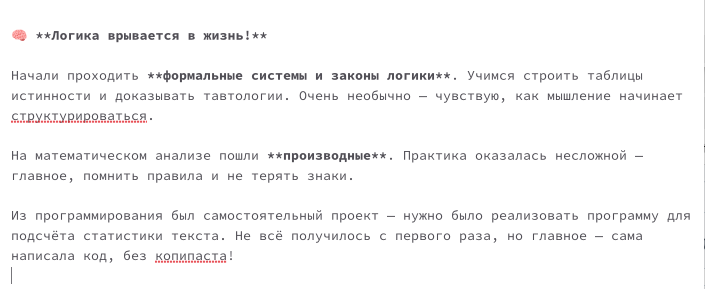 🧠 **Логика врывается в жизнь!**
Начали проходить **формальные системы и законы логики**. Учимся строить таблицы
истинности и доказывать тавтологии. Очень необычно — чувствую, как мышление начинает
структурироваться.
На математическом анализе пошли **производные**. Практика оказалась несложной —
главное, помнить правила и не терять знаки.
Из программирования был самостоятельный проект — нужно было реализовать программу для
подсчёта статистики текста. Не всё получилось с первого раза, но главное — сама
написала код, без копипаста!